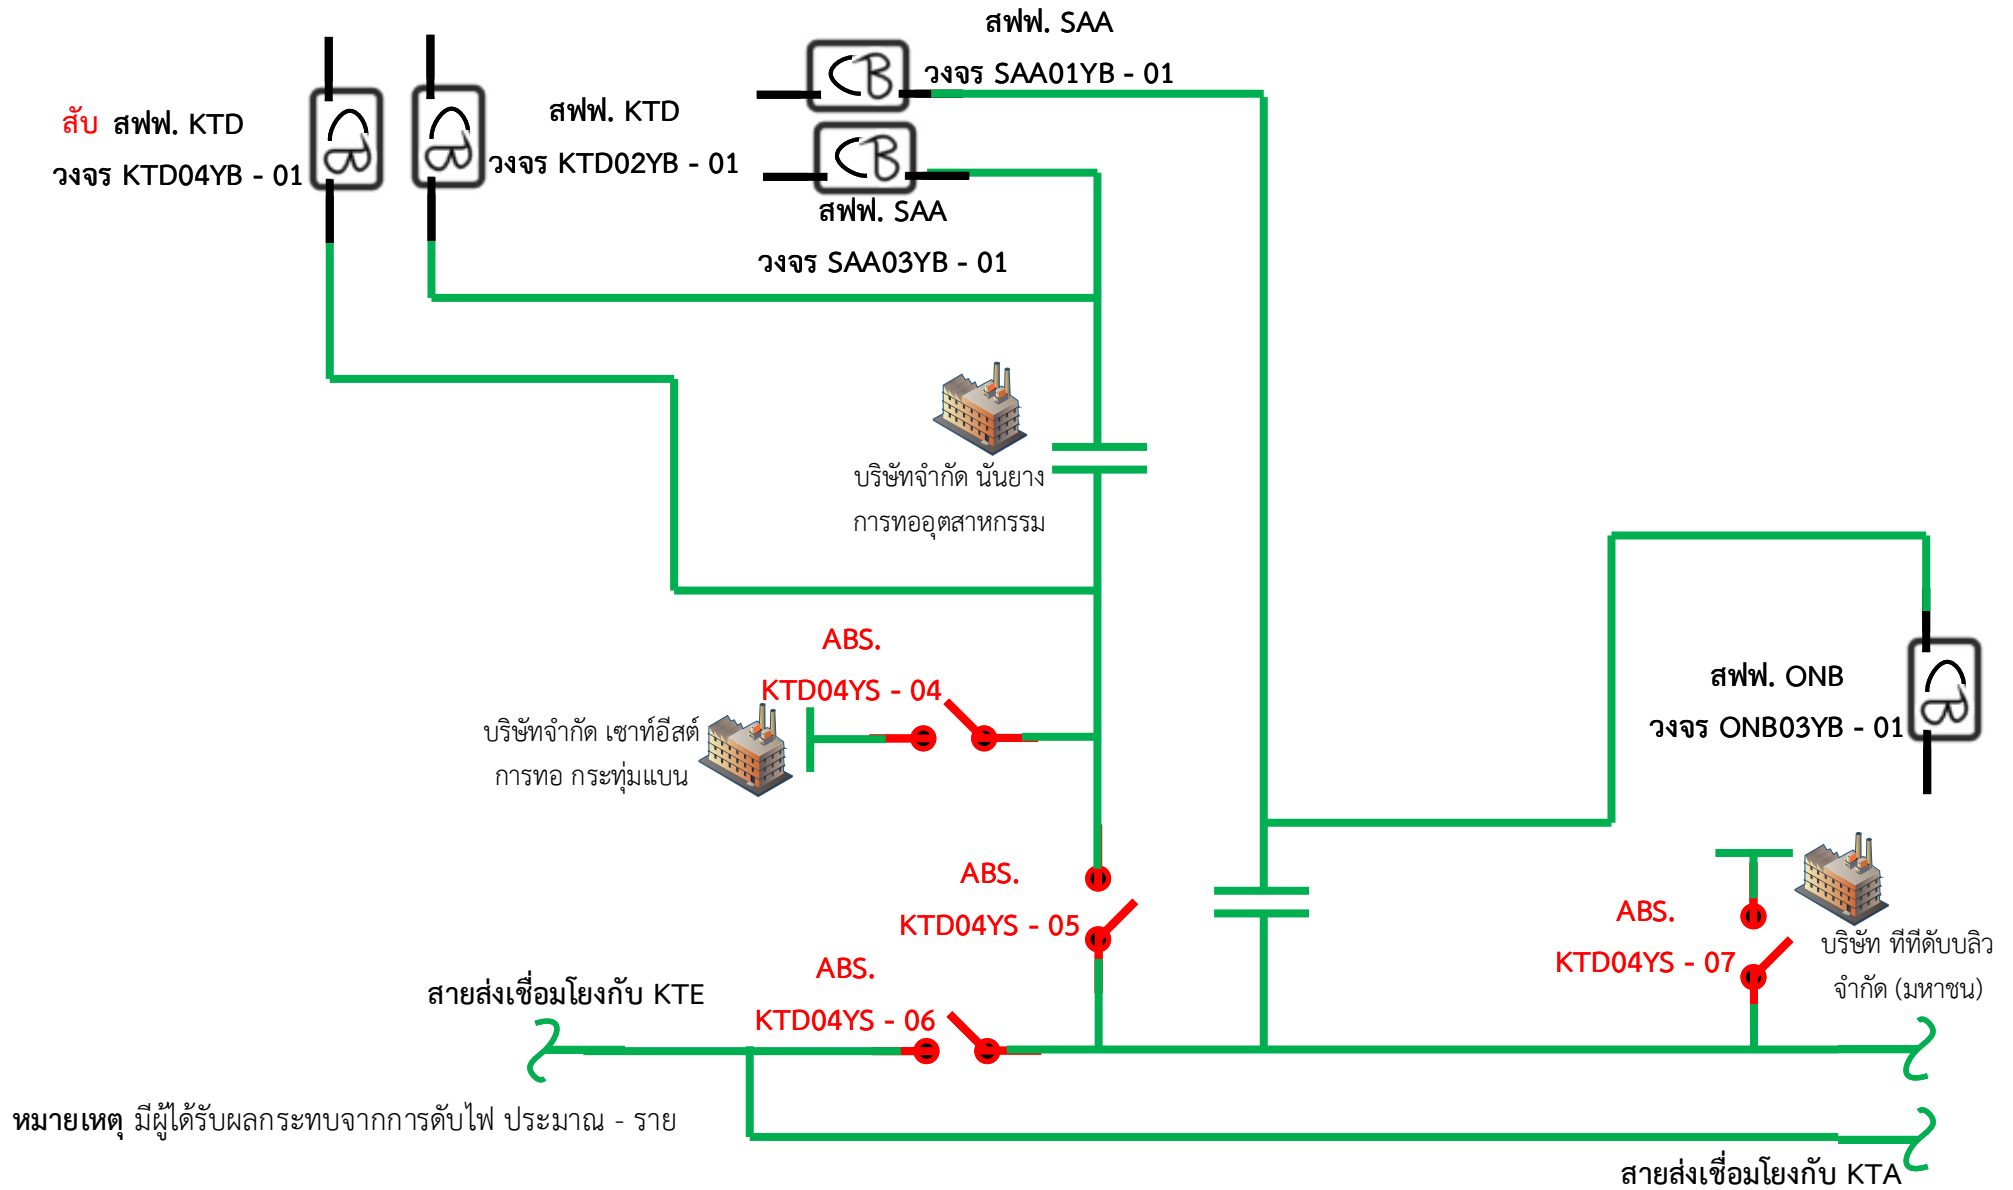 สฟฟ. SAA
วงจร SAA01YB - 01
CB
CB
สฟฟ. SAA
วงจร SAA03YB - 01
สับ สฟฟ. KTD
วงจร KTD04YB - 01
CB
CB
สฟฟ. KTD
วงจร KTD02YB - 01
บริษัทจำกัด นันยาง
การทออุตสาหกรรม
ABS.
KTD04YS - 04
บริษัทจำกัด เซาท์อีสต์
การทอ กระทุ่มแบน
สฟฟ. ONB
วงจร ONB03YB - 01
CB
ABS.
KTD04YS - 05
ABS.
KTD04YS - 07
บริษัท ทีทีดับบลิว
จำกัด (มหาชน)
สายส่งเชื่อมโยงกับ KTE
ABS.
KTD04YS - 06
หมายเหตุ มีผู้ได้รับผลกระทบจากการดับไฟ ประมาณ - ราย
สายส่งเชื่อมโยงกับ KTA